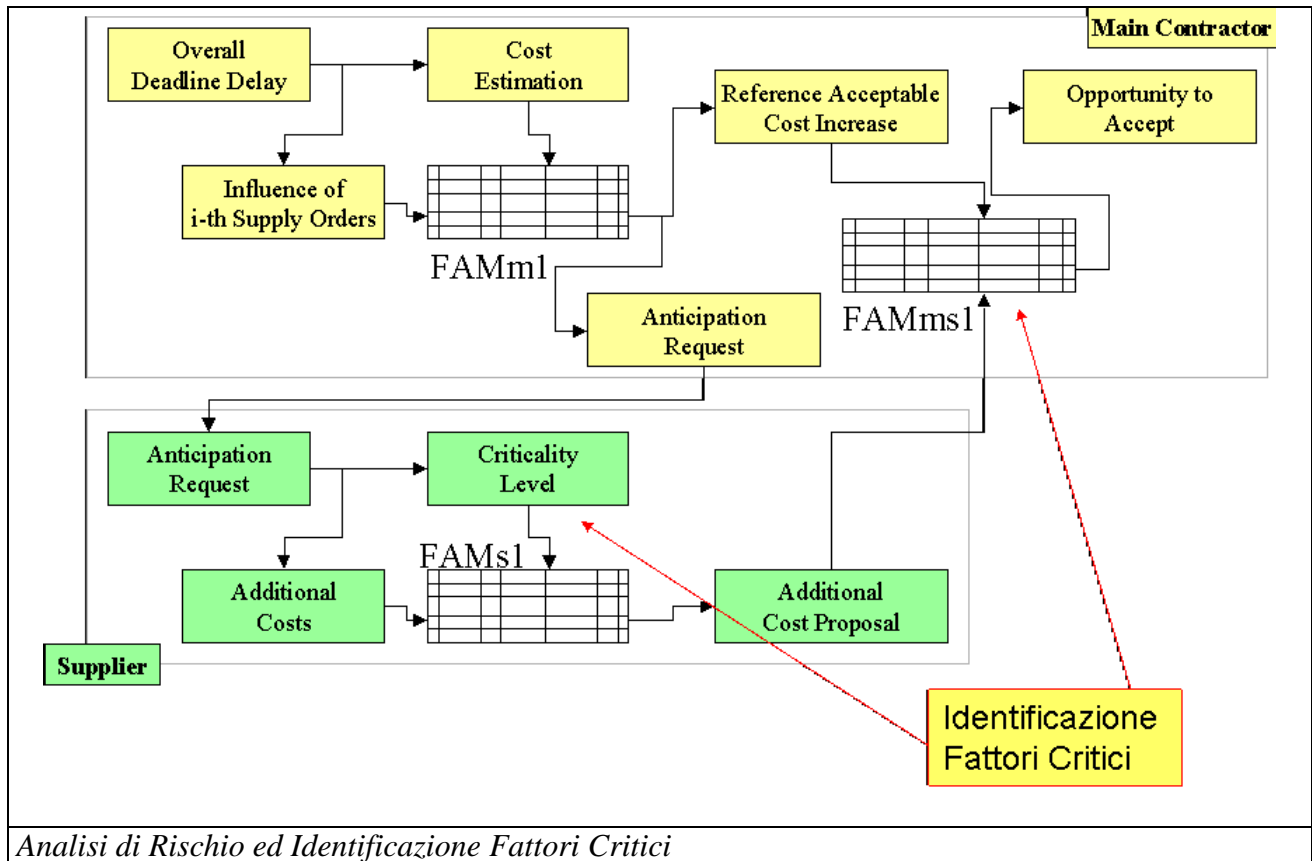 Main Contractor
Overall
Deadline Delay
Cost
Estimation
Reference Acceptable
Cost Increase
Opportunity to
Accept
Influence of
i-th Supply Orders
FAMm1
FAMms1
Anticipation
Request
Anticipation
Request
Criticality
Level
FAMs1
Additional
Costs
Additional
Cost Proposal
Supplier
Identificazione
Fattori Critici
Analisi di Rischio ed Identificazione Fattori Critici